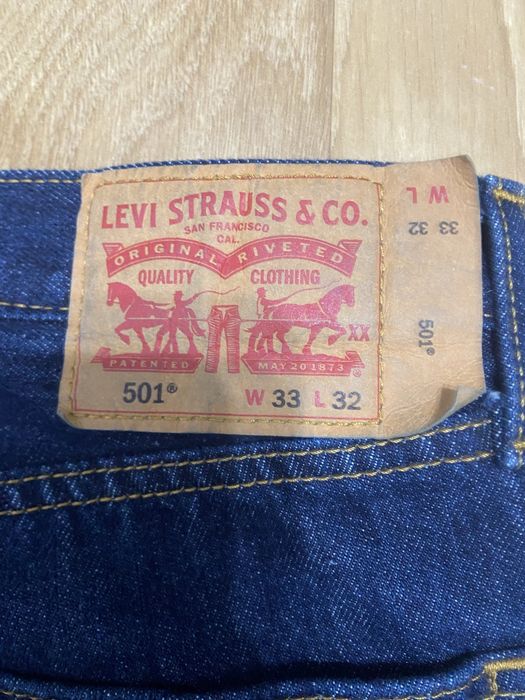 LEVI STRAUSS & CO.
SAN FRANCISCO
CAL.
ORIGINAL RIVETED
QUALITY CLOTHING
XX
PATENTED MAY 20 1873
501® W 33 L 32
W L
33 32
501®